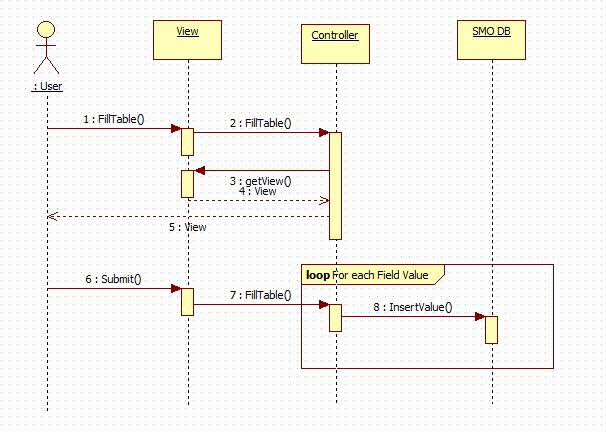 View
Controller
SMO DB
: User
1 : FillTable()
2 : FillTable()
3 : getView()
4 : View
5 : View
loop For each Field Value
6 : Submit()
7 : FillTable()
8 : InsertValue()